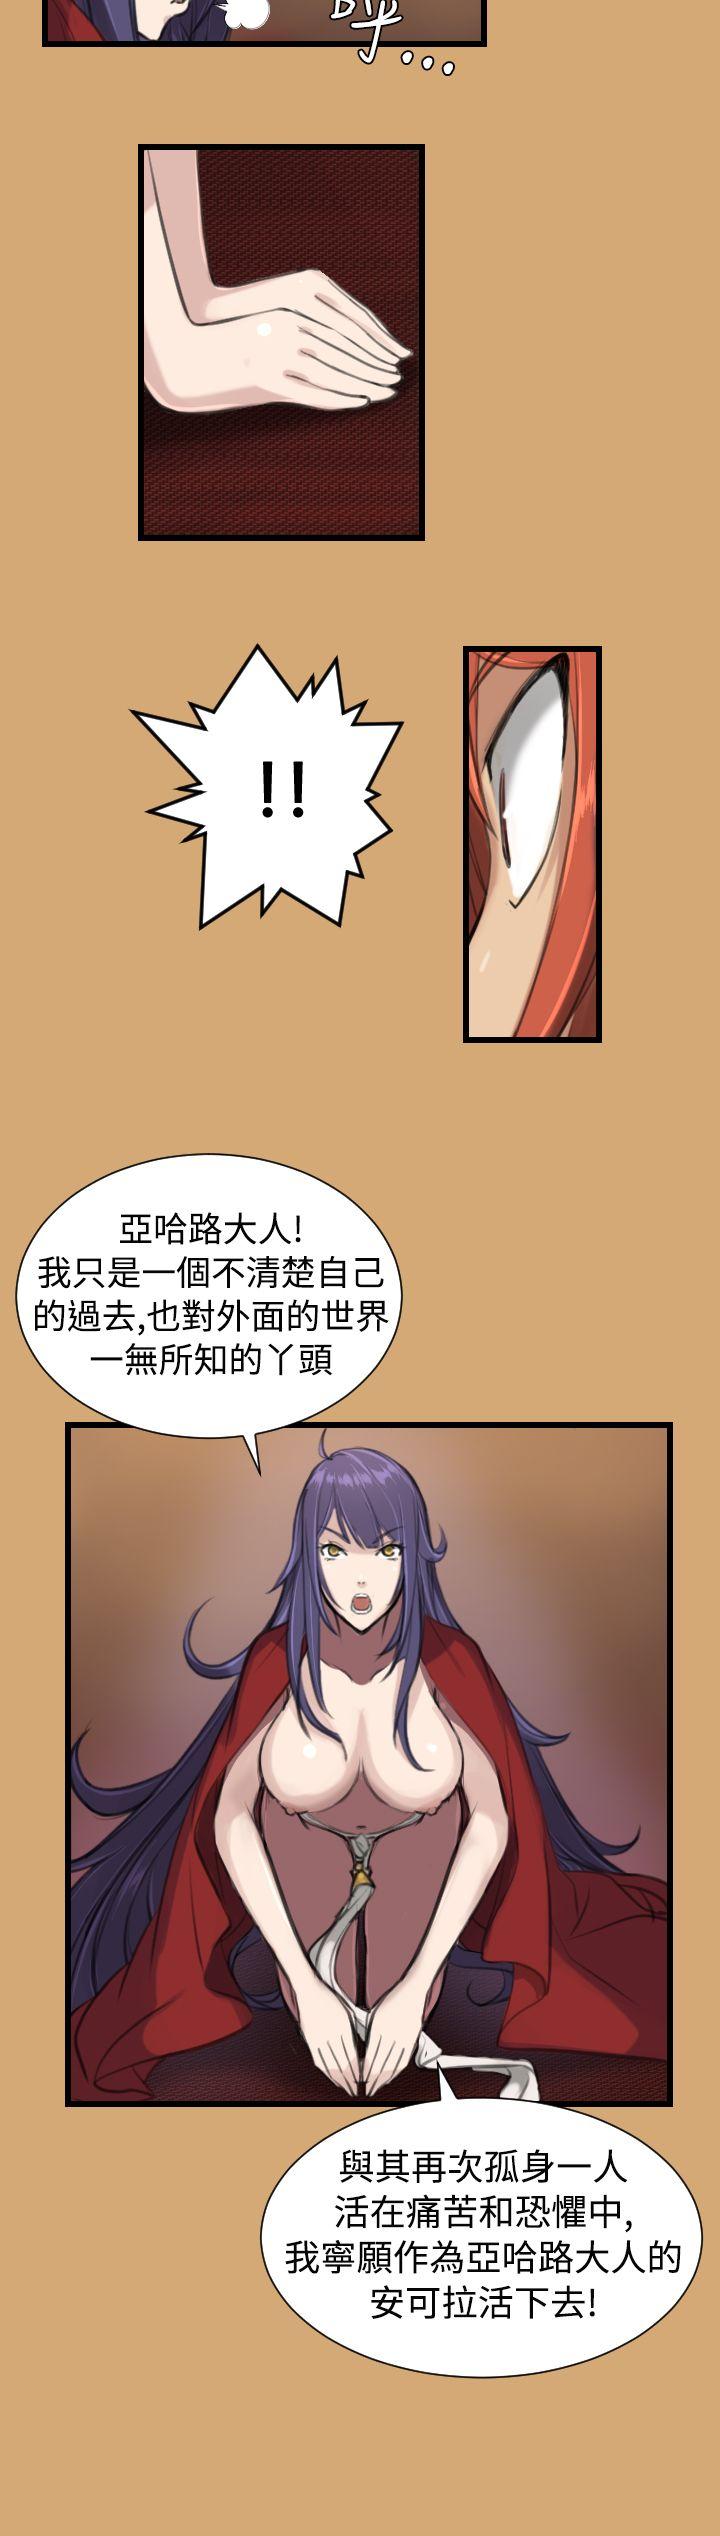 呼...
!!
亞哈路大人!
我只是一個不清楚自己
的過去,也對外面的世界
一無所知的丫頭
與其再次孤身一人
活在痛苦和恐懼中,
我寧願作為亞哈路大人的
安可拉活下去!